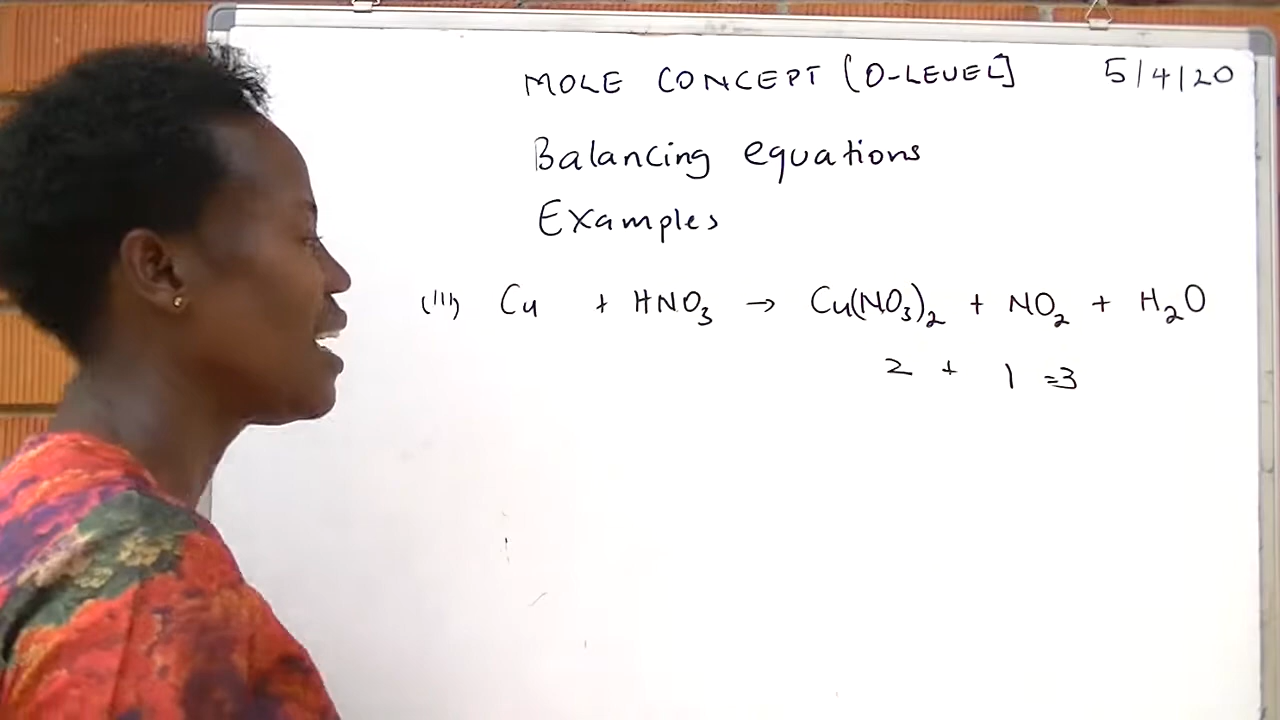 MOLE CONCEPT (O-LEVEL] 5/4/20
Balancing equations
Examples
(III) Cu + HNO₃ → Cu(NO₃)₂ + NO₂ + H₂O
2 + 1 =3